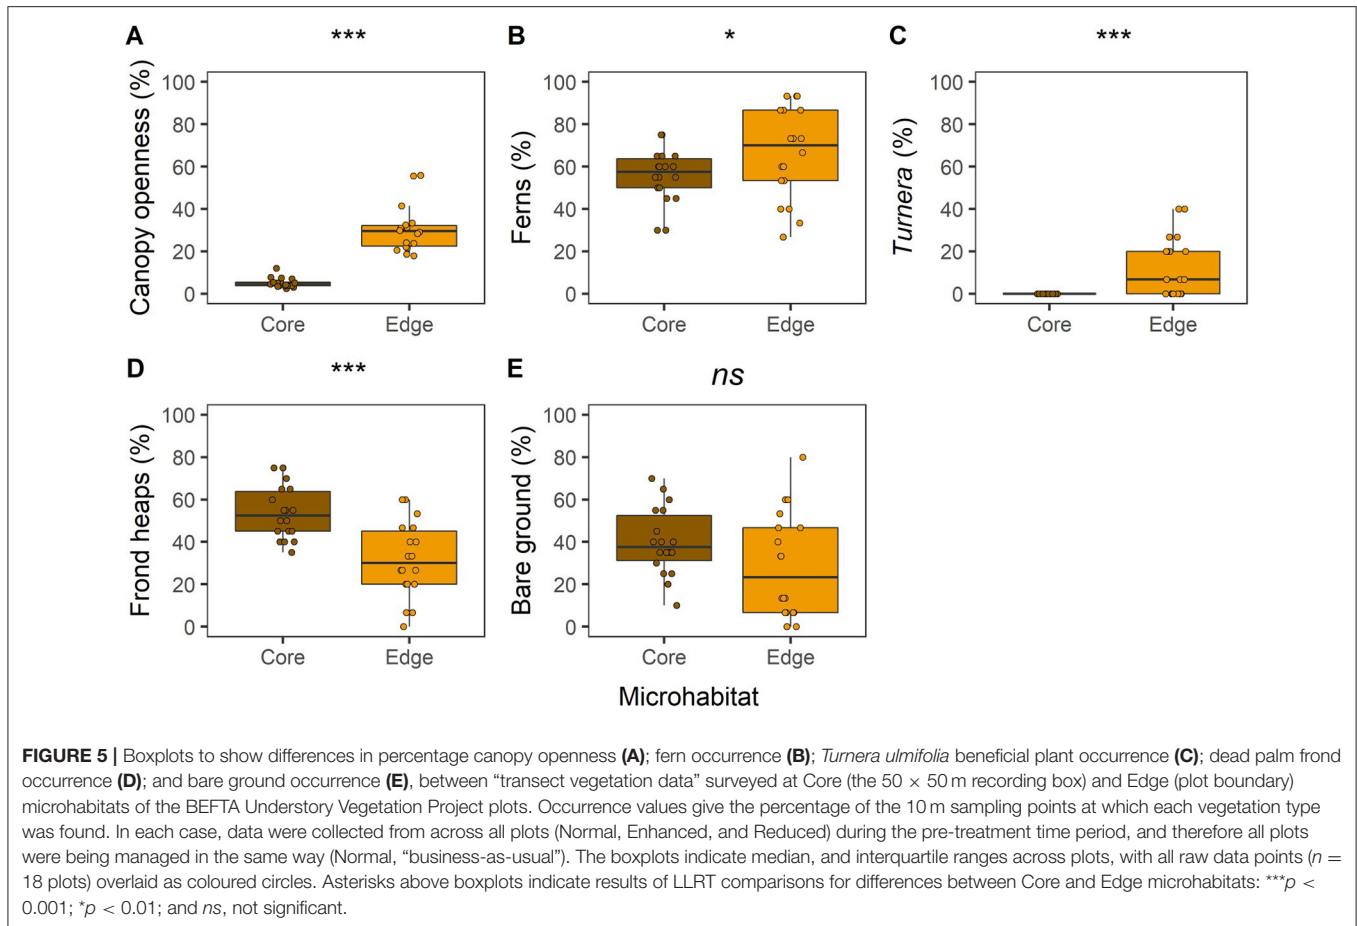 A *** B * C ***
Canopy openness (%)
100
80
60
40
20
0
Core Edge
Ferns (%)
100
80
60
40
20
0
Core Edge
Turnera (%)
100
80
60
40
20
0
Core Edge
D *** E ns
Frond heaps (%)
100
80
60
40
20
0
Core Edge
Bare ground (%)
100
80
60
40
20
0
Core Edge
Microhabitat
FIGURE 5 | Boxplots to show differences in percentage canopy openness (A); fern occurrence (B); Turnera ulmifolia beneficial plant occurrence (C); dead palm frond
occurrence (D); and bare ground occurrence (E), between “transect vegetation data” surveyed at Core (the 50 × 50 m recording box) and Edge (plot boundary)
microhabitats of the BEFTA Understory Vegetation Project plots. Occurrence values give the percentage of the 10 m sampling points at which each vegetation type
was found. In each case, data were collected from across all plots (Normal, Enhanced, and Reduced) during the pre-treatment time period, and therefore all plots
were being managed in the same way (Normal, “business-as-usual”). The boxplots indicate median, and interquartile ranges across plots, with all raw data points (n =
18 plots) overlaid as coloured circles. Asterisks above boxplots indicate results of LLRT comparisons for differences between Core and Edge microhabitats: ***p <
0.001; *p < 0.01; and ns, not significant.